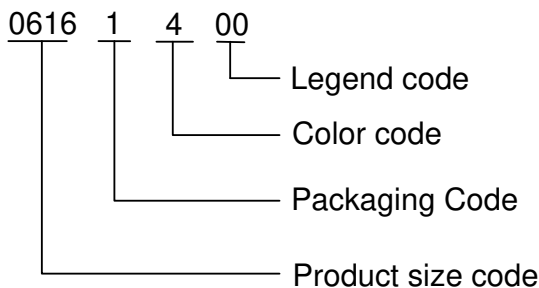 0616 1 4 00
Legend code
Color code
Packaging Code
Product size code